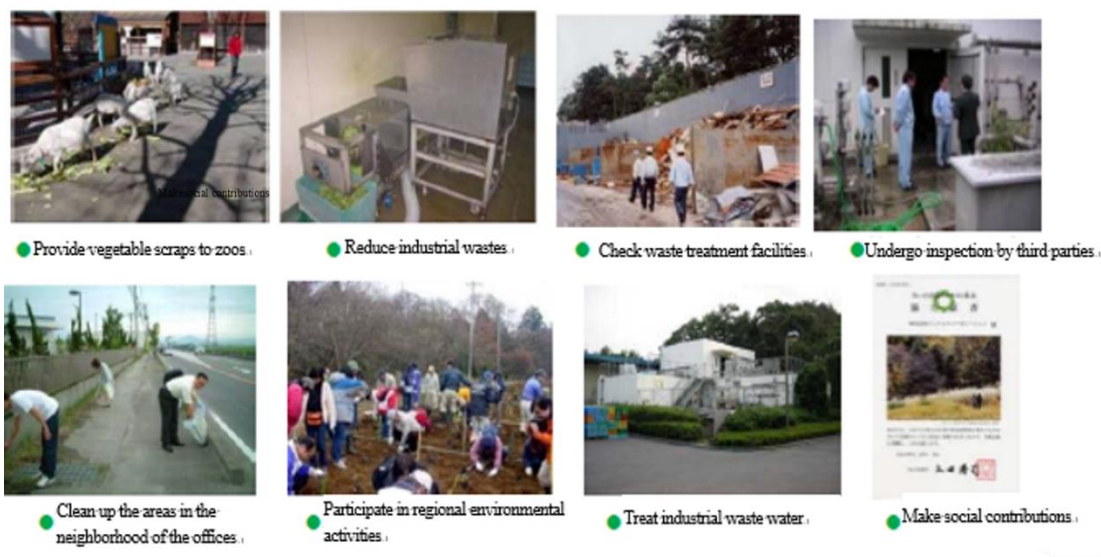 Make social contributions
Provide vegetable scraps to zoos.
Reduce industrial wastes.
Check waste treatment facilities.
Undergo inspection by third parties.
Clean up the areas in the
neighborhood of the offices.
Participate in regional environmental
activities.
Treat industrial waste water.
Make social contributions.